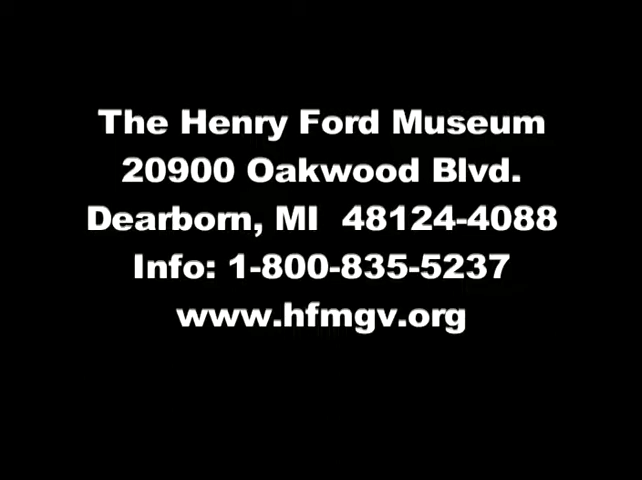 The Henry Ford Museum
20900 Oakwood Blvd.
Dearborn, MI  48124-4088
Info: 1-800-835-5237
www.hfmgv.org